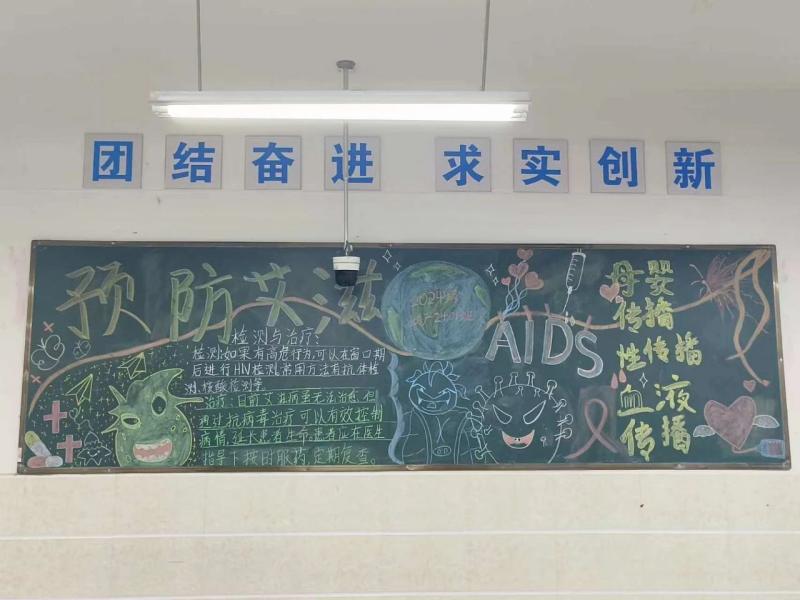 团结奋进 求实创新
预防艾滋
检测与治疗：
检测:如果有高危行为,可以在窗口期
后进行HIV检测,常用方法有抗体检
测、核酸检测等
治疗:目前艾滋病虽无法治愈,但
通过抗病毒治疗可以有效控制
病情,延长患者生命,患者应在医生
指导下按时服药,定期复查。
AIDS
母婴
传播
性传播
血液
传播